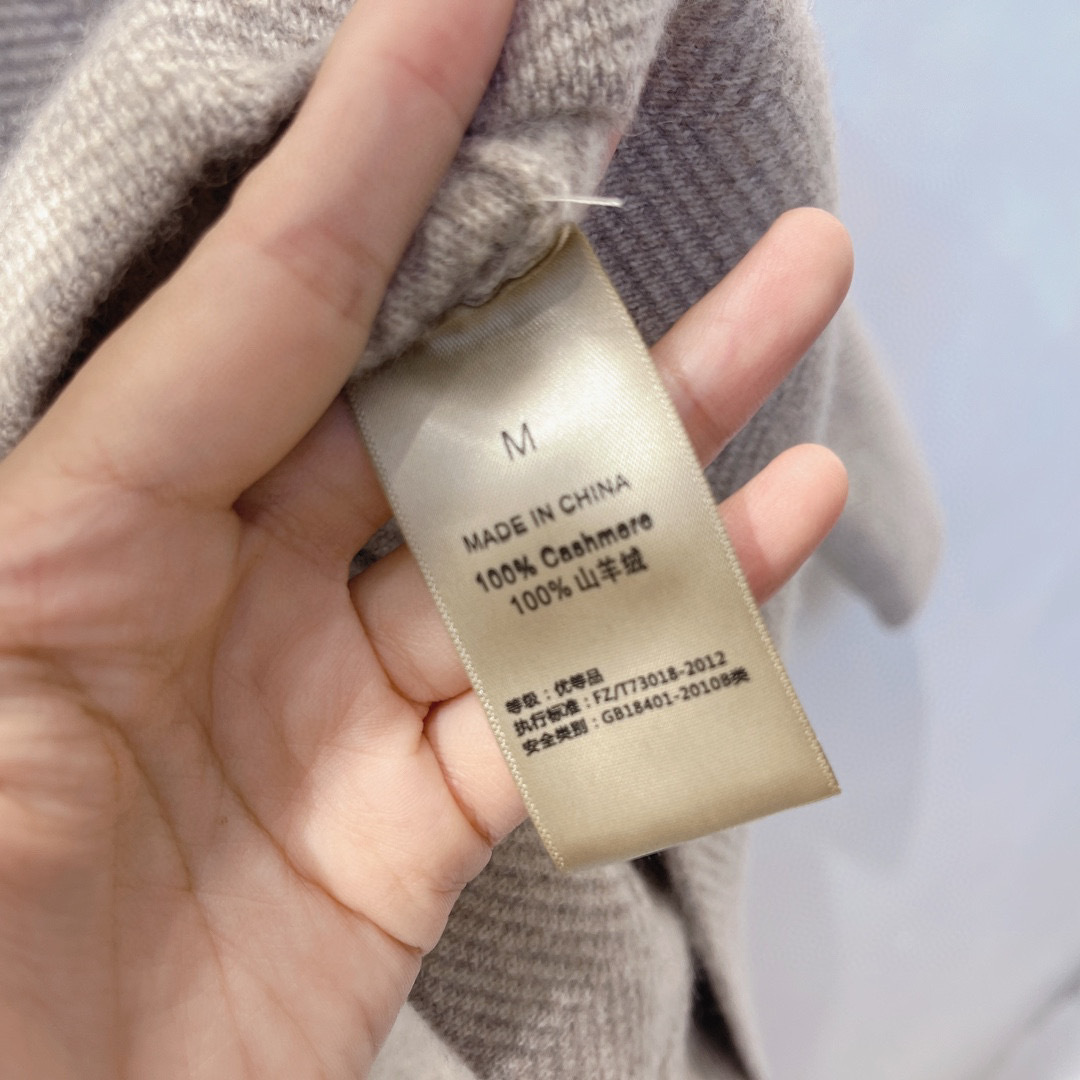 M
MADE IN CHINA
100% Cashmere
100% 山羊绒
等级：优等品
执行标准：FZ/T73018-2012
安全类别：GB18401-2010B类